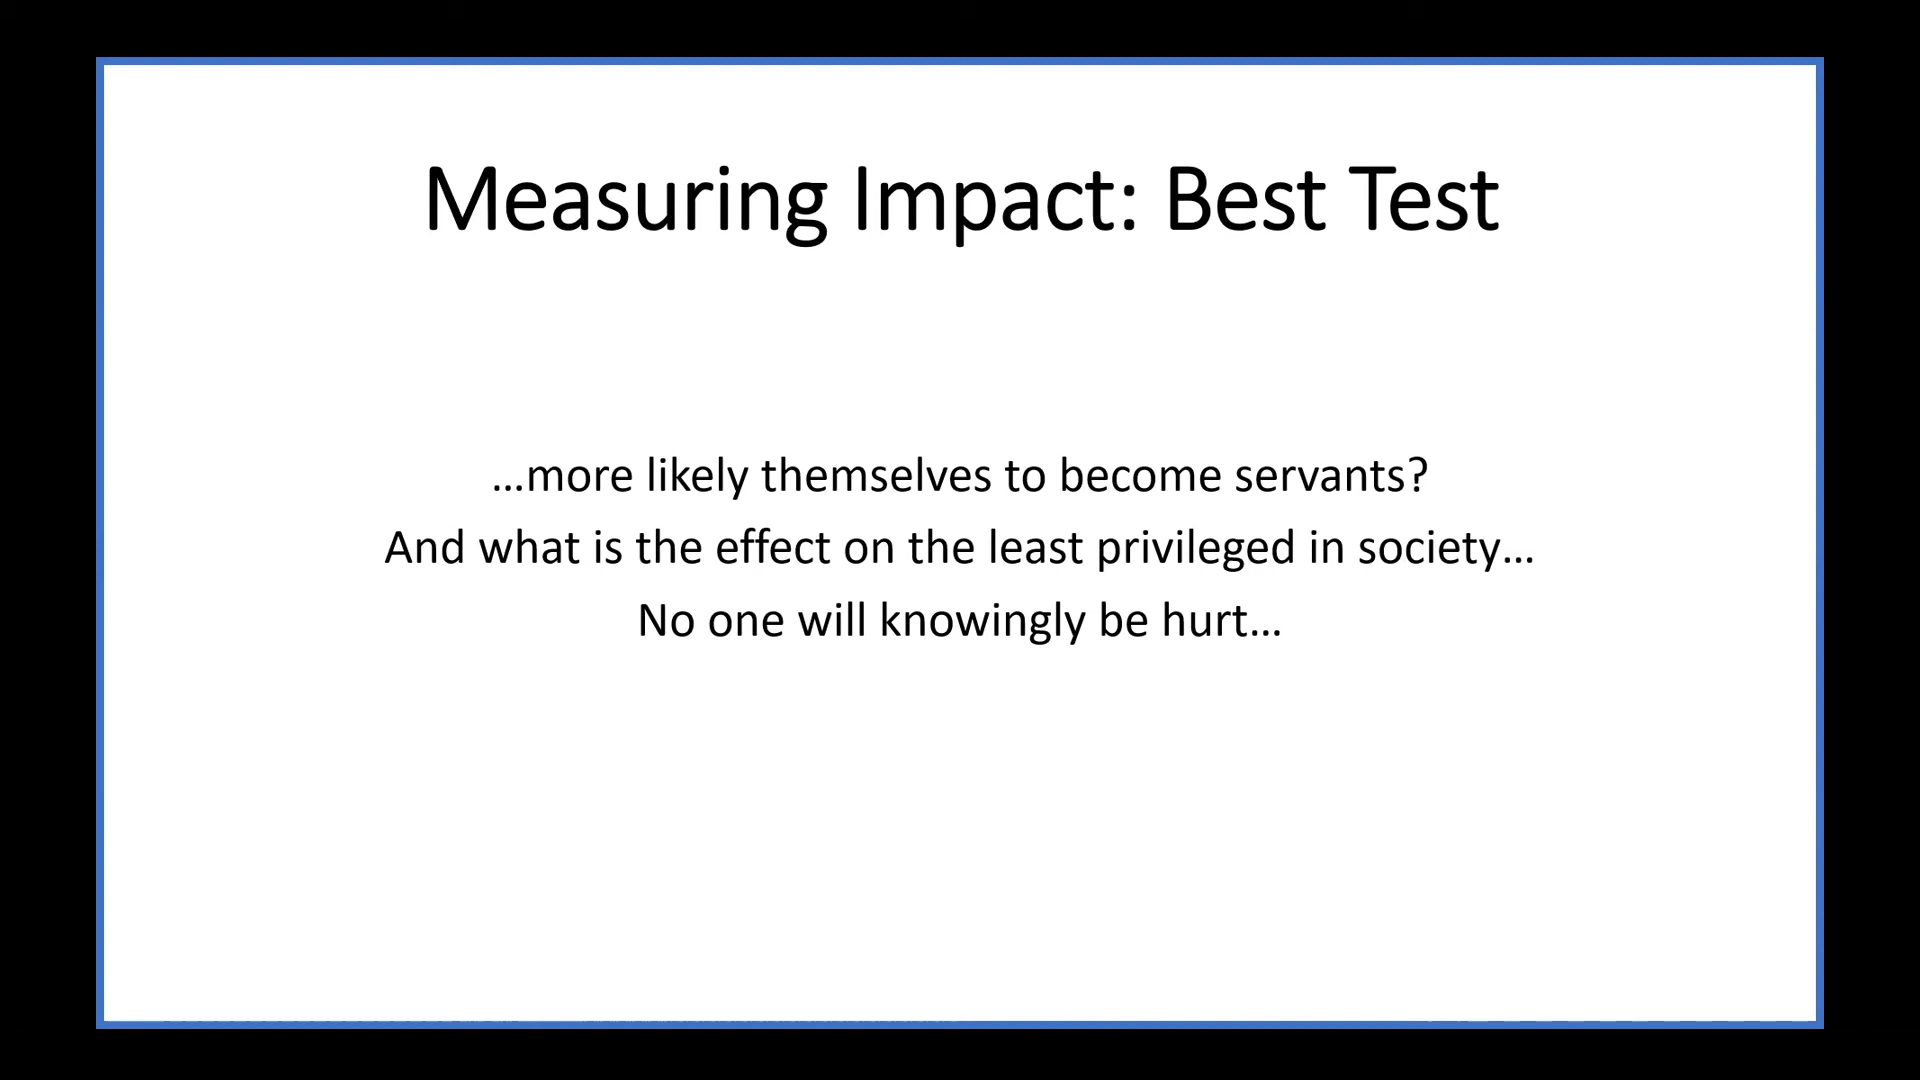 Measuring Impact: Best Test
…more likely themselves to become servants?
And what is the effect on the least privileged in society…
No one will knowingly be hurt…